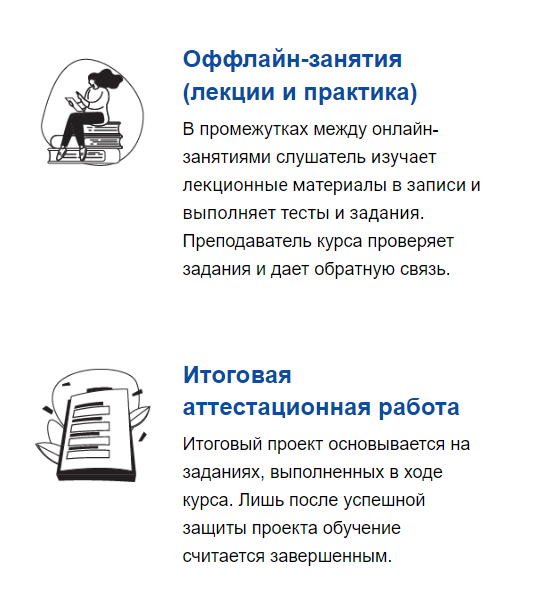 Оффлайн-занятия
(лекции и практика)
В промежутках между онлайн-
занятиями слушатель изучает
лекционные материалы в записи и
выполняет тесты и задания.
Преподаватель курса проверяет
задания и дает обратную связь.
Итоговая
аттестационная работа
Итоговый проект основывается на
заданиях, выполненных в ходе
курса. Лишь после успешной
защиты проекта обучение
считается завершенным.